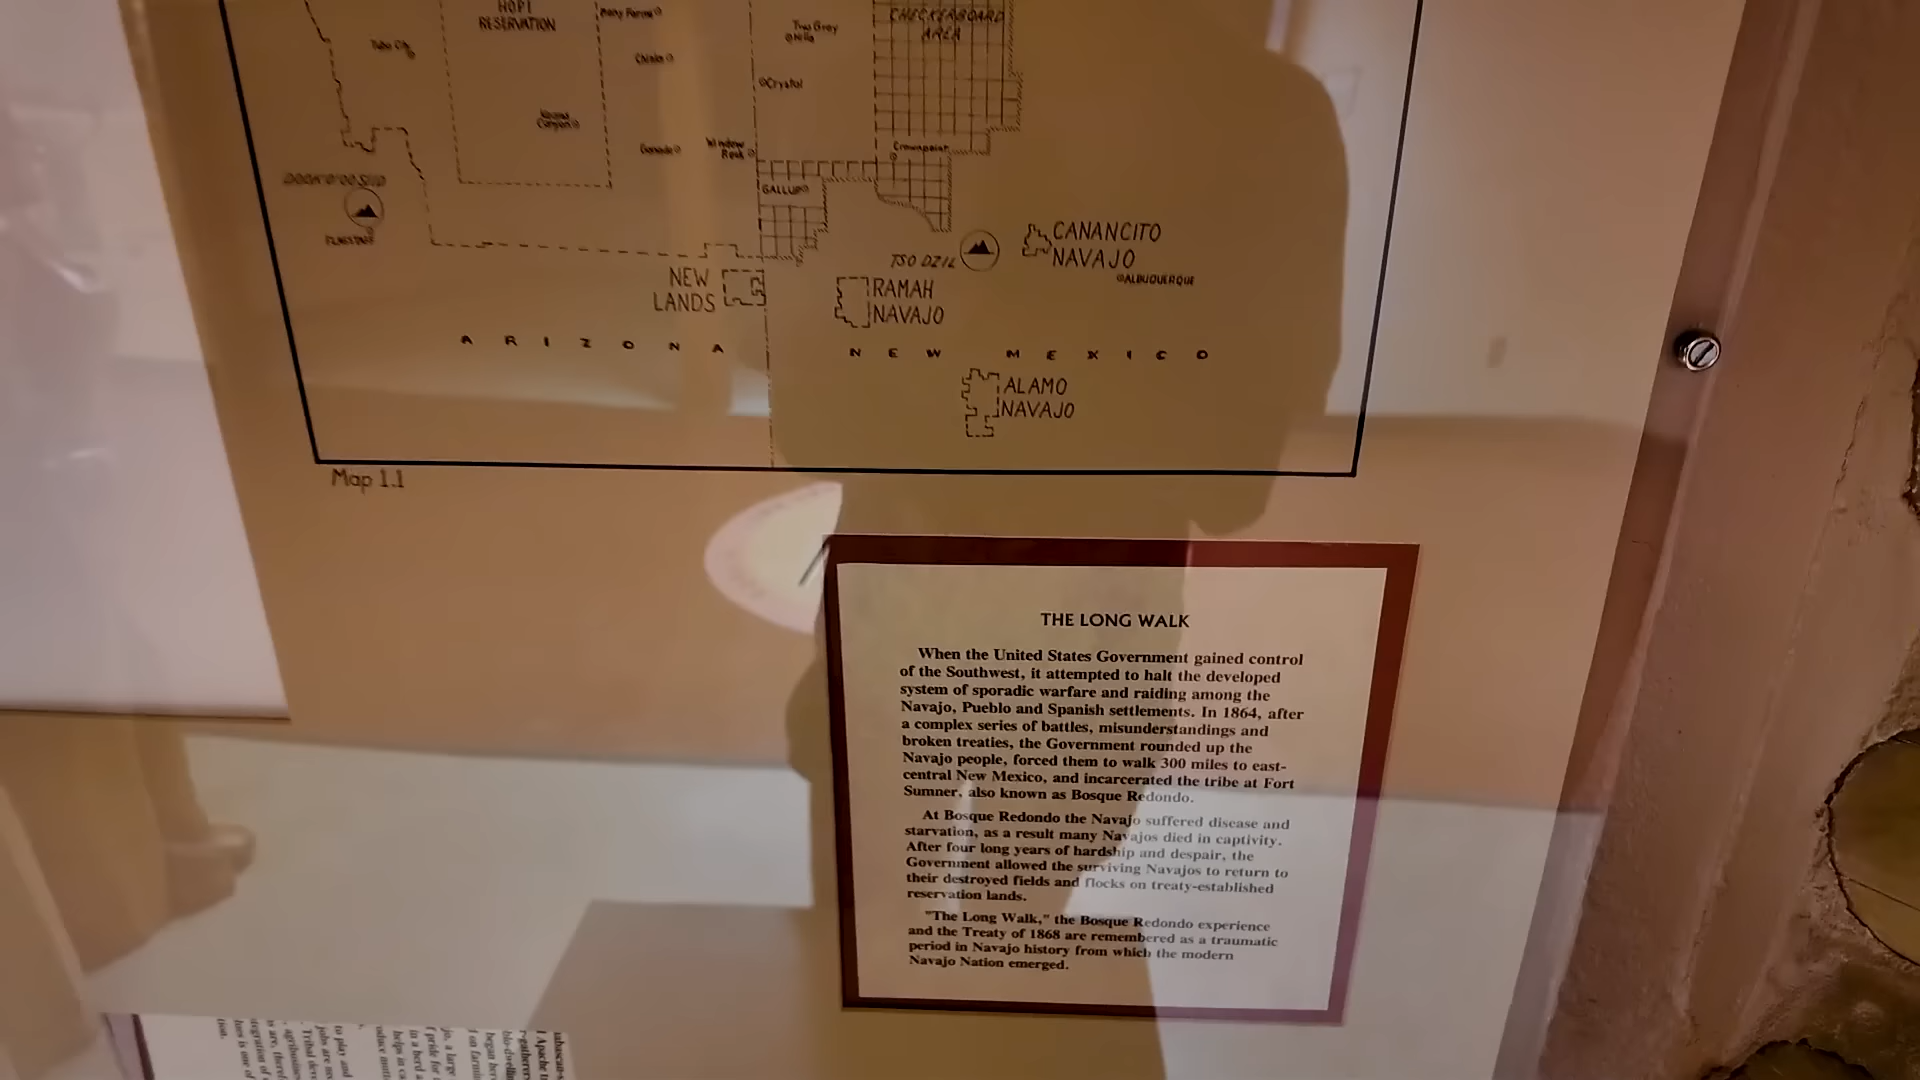 HOPI
RESERVATION
Many Farms
Tuba City
Chinle
Two Grey
Hills
CHECKERBOARD
AREA
Crystal
Canyon
Ganado
Window
Rock
Crownpoint
GALLUP
DOOK'O'OOSŁIID
FLAGSTAFF
TSO DZIL
CANANCITO
NAVAJO
ALBUQUERQUE
NEW
LANDS
RAMAH
NAVAJO
ARIZONA
NEW MEXICO
ALAMO
NAVAJO
Map 1.1
THE LONG WALK
When the United States Government gained control
of the Southwest, it attempted to halt the developed
system of sporadic warfare and raiding among the
Navajo, Pueblo and Spanish settlements. In 1864, after
a complex series of battles, misunderstandings and
broken treaties, the Government rounded up the
Navajo people, forced them to walk 300 miles to east-
central New Mexico, and incarcerated the tribe at Fort
Sumner, also known as Bosque Redondo.
At Bosque Redondo the Navajo suffered disease and
starvation, as a result many Navajos died in captivity.
After four long years of hardship and despair, the
Government allowed the surviving Navajos to return to
their destroyed fields and flocks on treaty-established
reservation lands.
"The Long Walk," the Bosque Redondo experience
and the Treaty of 1868 are remembered as a traumatic
period in Navajo history from which the modern
Navajo Nation emerged.